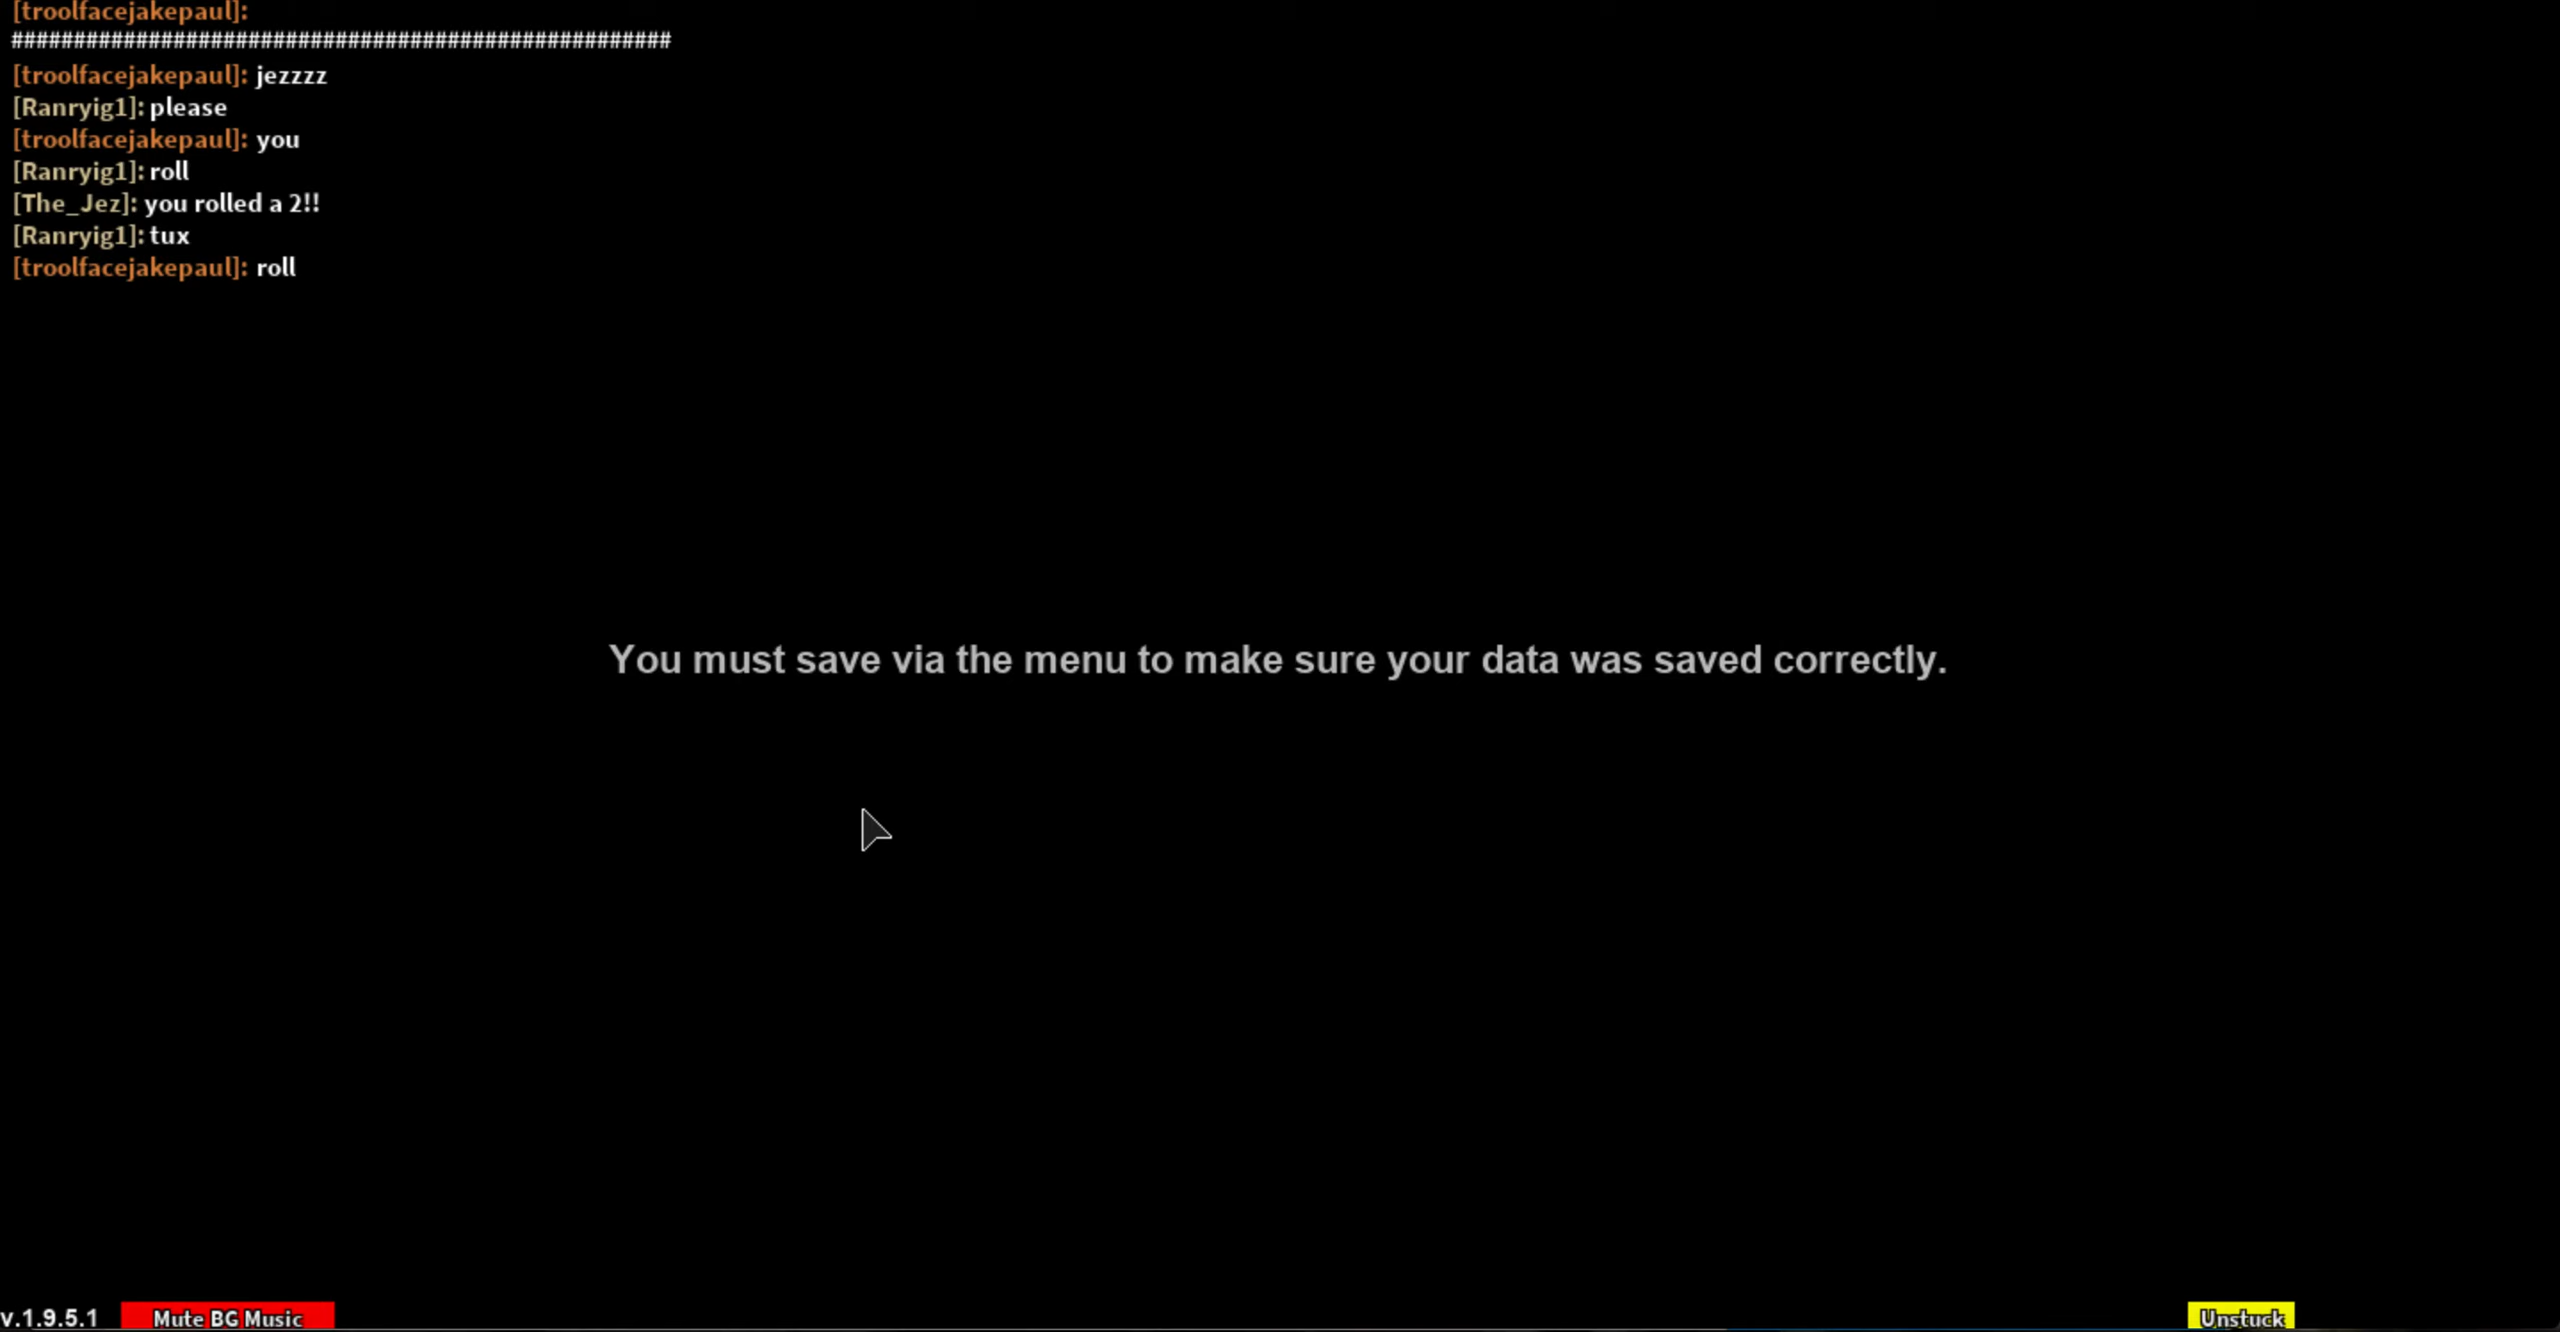 [troolfacejakepaul]:
#####################################################
[troolfacejakepaul]: jezzzz
[Ranryig1]: please
[troolfacejakepaul]: you
[Ranryig1]: roll
[The_Jez]: you rolled a 2!!
[Ranryig1]: tux
[troolfacejakepaul]: roll
You must save via the menu to make sure your data was saved correctly.
v.1.9.5.1 Mute BG Music Unstuck